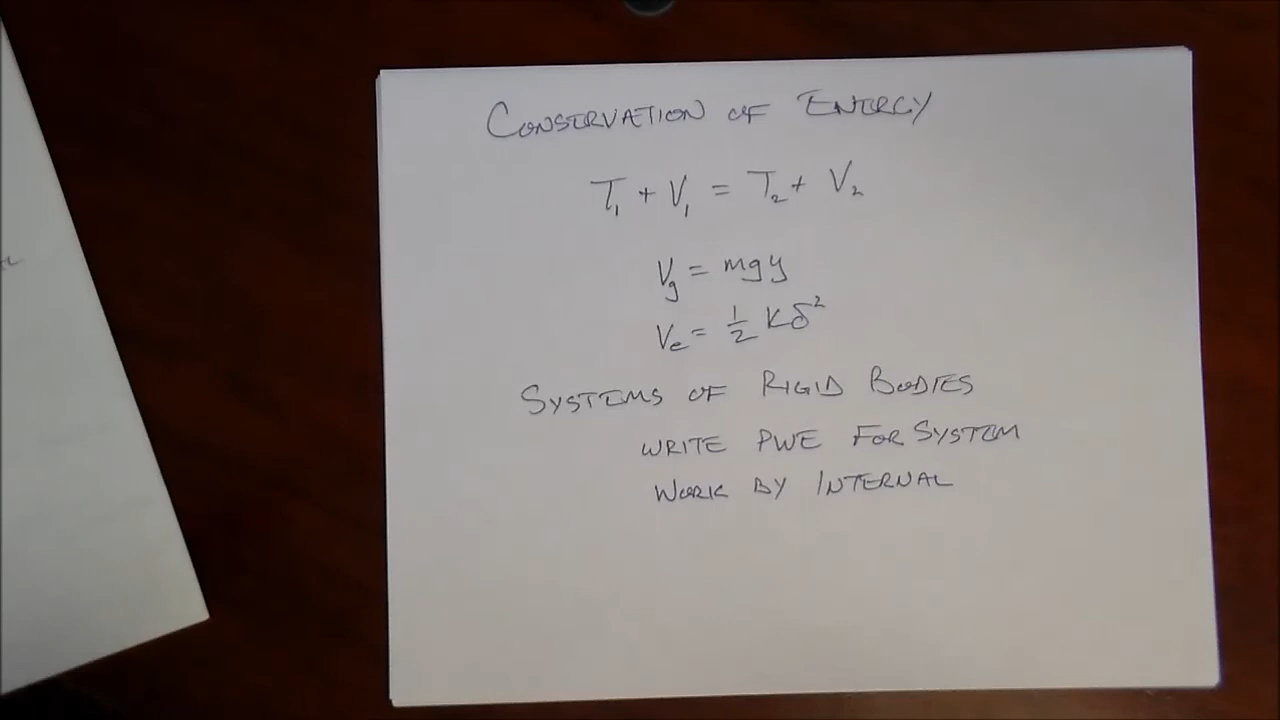 CONSERVATION OF ENERGY
T₁ + V₁ = T₂ + V₂
Vg = mgy
Ve = 1/2 kδ²
SYSTEMS OF RIGID BODIES
WRITE PWE FOR SYSTEM
WORK BY INTERNAL